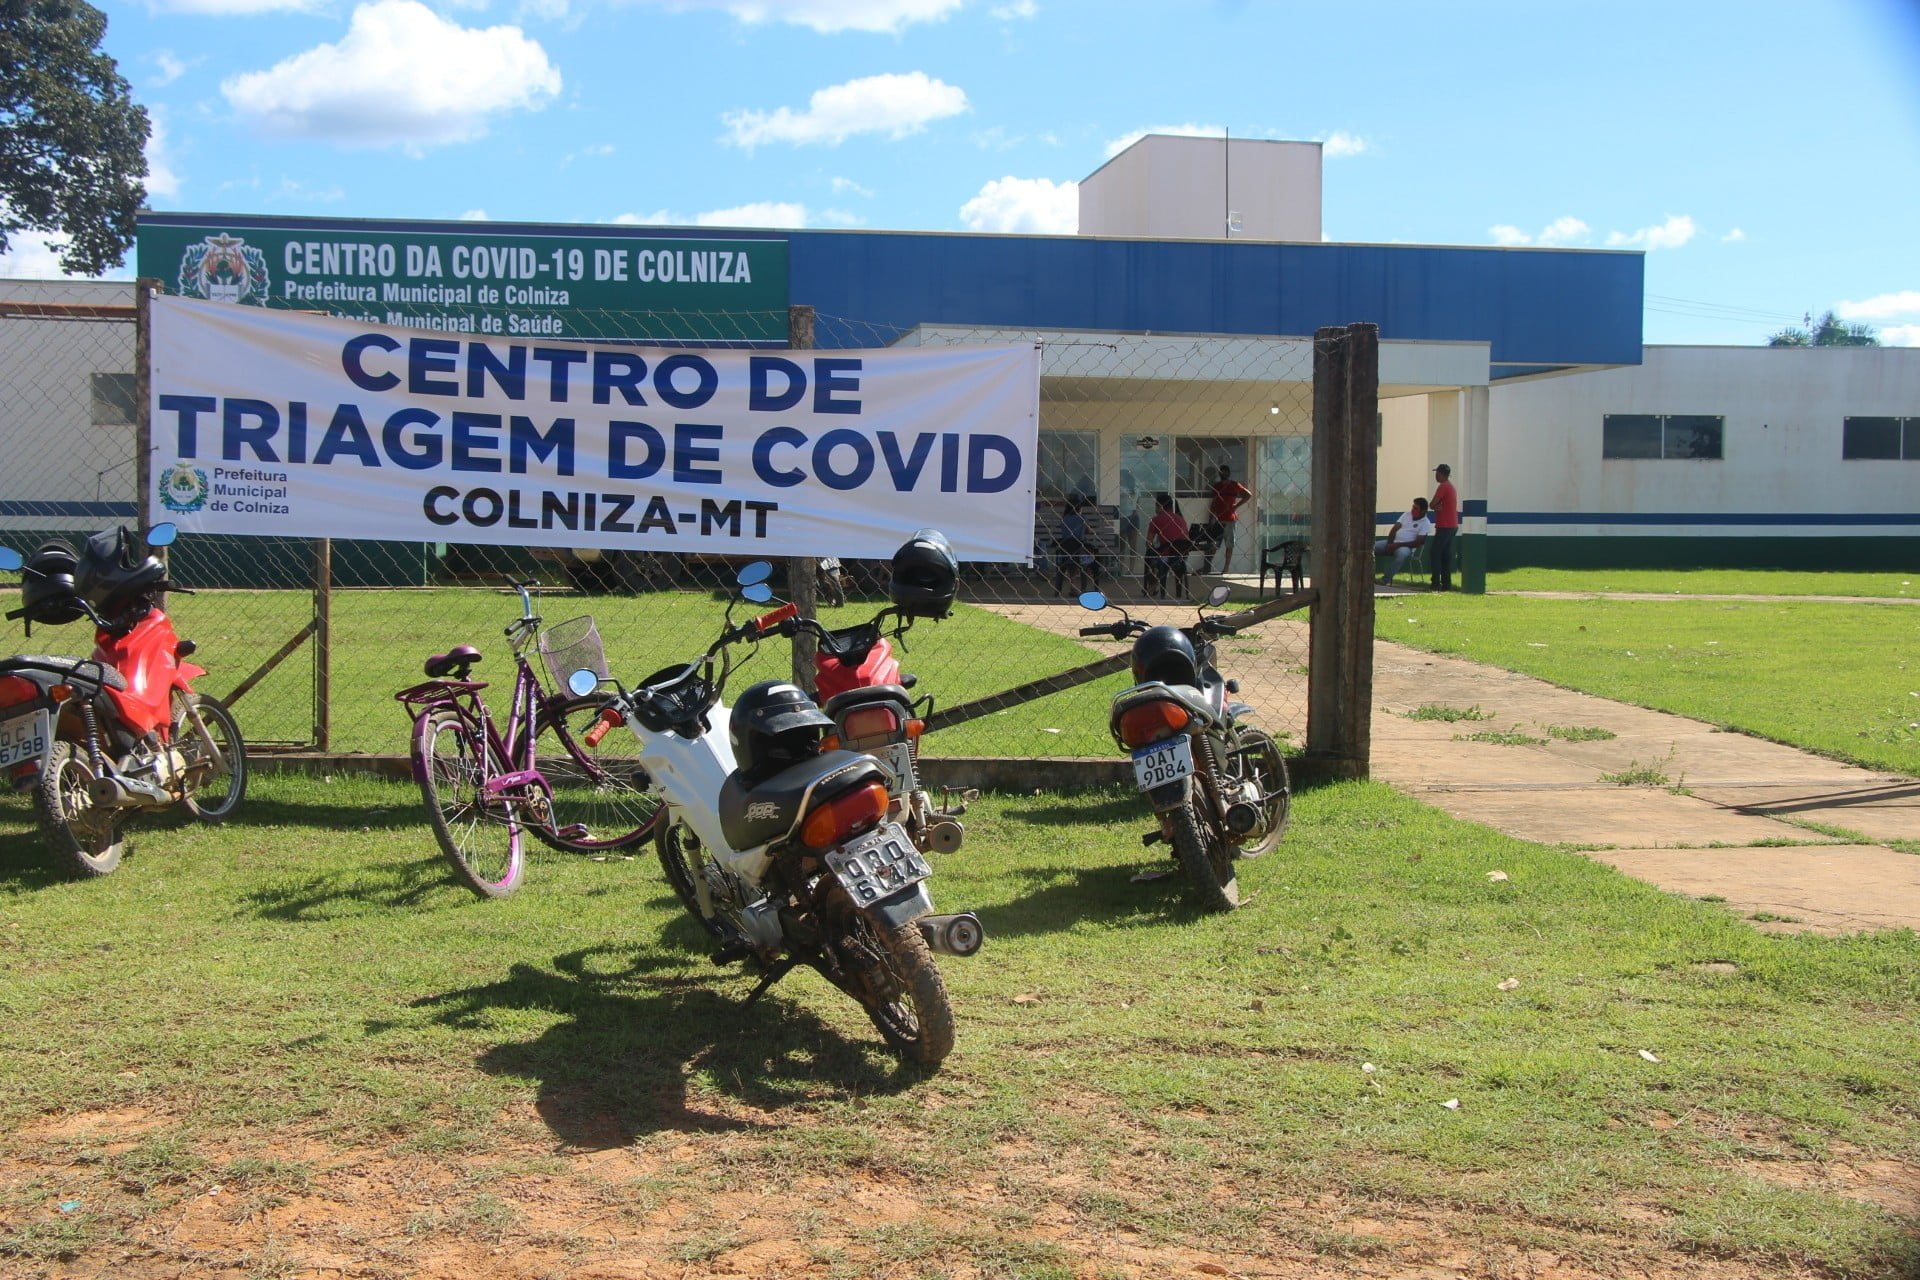 CENTRO DA COVID-19 DE COLNIZA
Prefeitura Municipal de Colniza
Municipal de Saúde
CENTRO DE
TRIAGEM DE COVID
COLNIZA-MT
Prefeitura
Municipal
de Colniza
6798
BRASIL
OAT
9D84